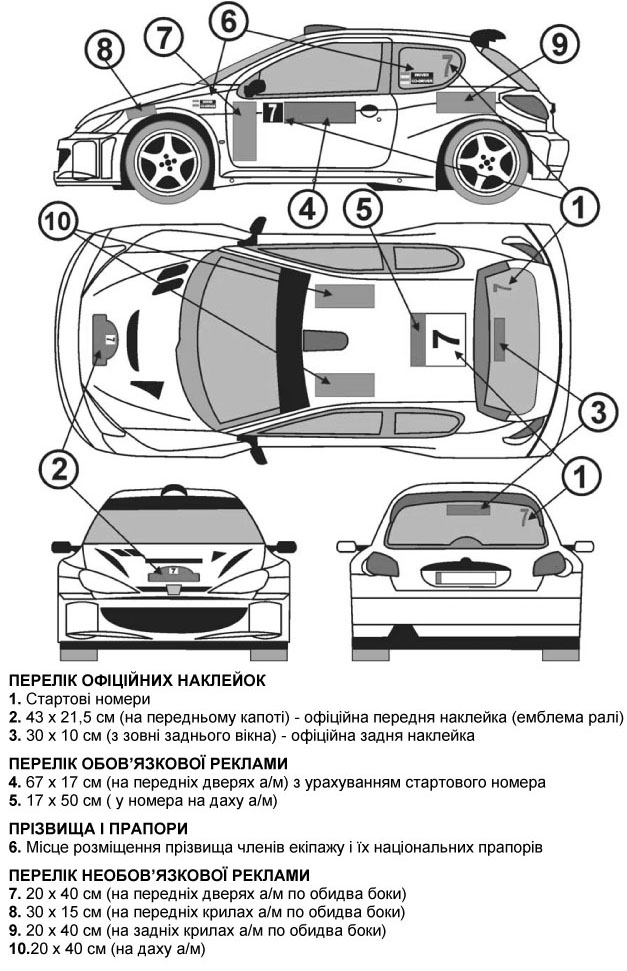 7
6
8
9
7
DRIVER
CO-DRIVER
7
4
5
1
10
7
7
7
3
2
1
7
7
ПЕРЕЛІК ОФІЦІЙНИХ НАКЛЕЙОК
1. Стартові номери
2. 43 х 21,5 см (на передньому капоті) - офіційна передня наклейка (емблема ралі)
3. 30 х 10 см (з зовні заднього вікна) - офіційна задня наклейка
ПЕРЕЛІК ОБОВ’ЯЗКОВОЇ РЕКЛАМИ
4. 67 х 17 см (на передніх дверях а/м) з урахуванням стартового номера
5. 17 х 50 см ( у номера на даху а/м)
ПРІЗВИЩА І ПРАПОРИ
6. Місце розміщення прізвища членів екіпажу і їх національних прапорів
ПЕРЕЛІК НЕОБОВ’ЯЗКОВОЇ РЕКЛАМИ
7. 20 х 40 см (на передніх дверях а/м по обидва боки)
8. 30 х 15 см (на передніх крилах а/м по обидва боки)
9. 20 х 40 см (на задніх крилах а/м по обидва боки)
10.20 х 40 см (на даху а/м)